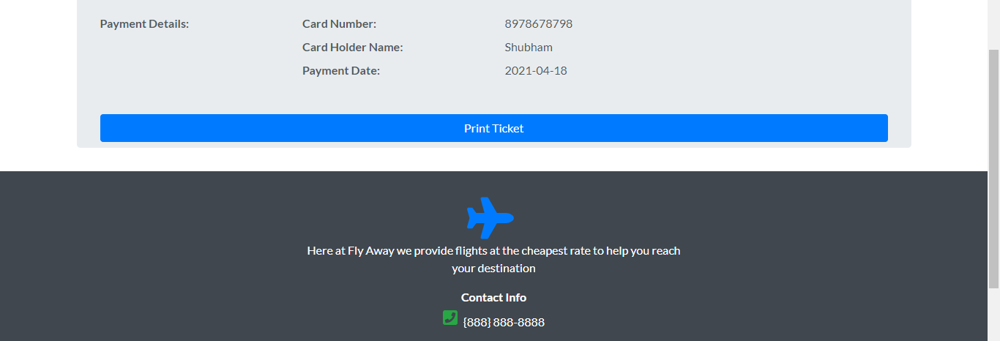 Payment Details: Card Number: 8978678798
Card Holder Name: Shubham
Payment Date: 2021-04-18
Print Ticket
Here at Fly Away we provide flights at the cheapest rate to help you reach
your destination
Contact Info
{888} 888-8888